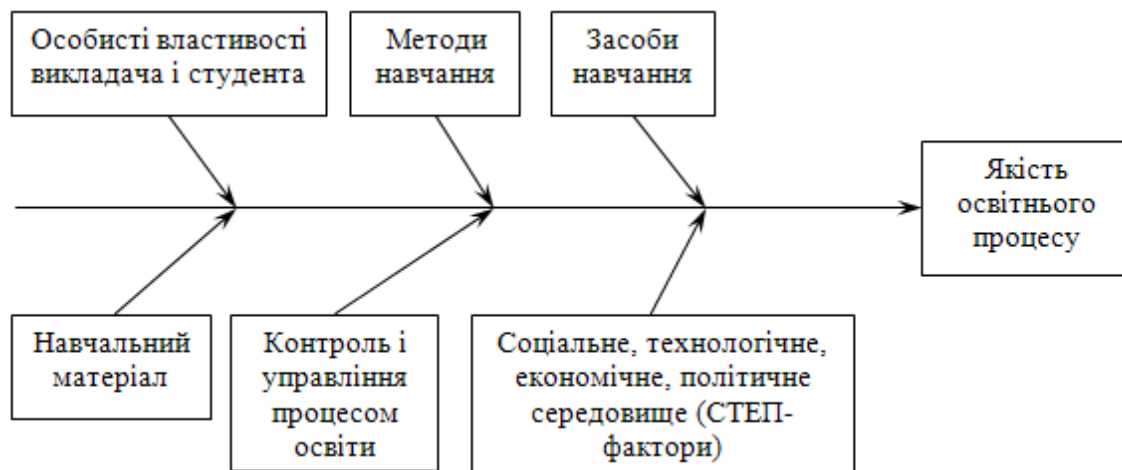 Особисті властивості
викладача і студента
Методи
навчання
Засоби
навчання
Якість
освітнього
процесу
Навчальний
матеріал
Контроль і
управління
процесом
освіти
Соціальне, технологічне,
економічне, політичне
середовище (СТЕП-
фактори)